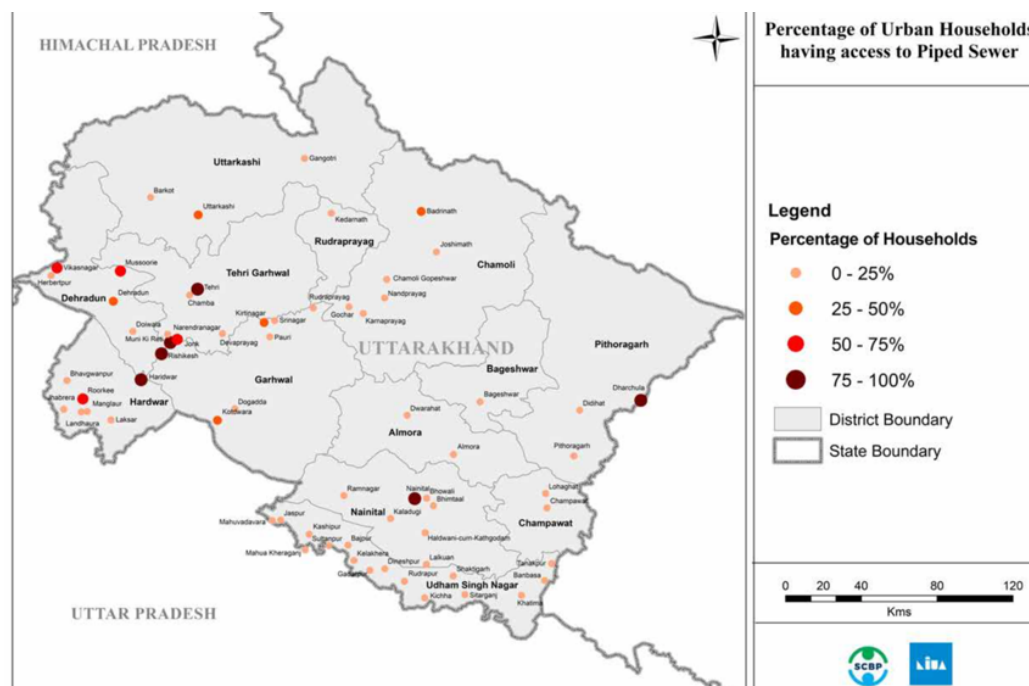 HIMACHAL PRADESH
Percentage of Urban Households
having access to Piped Sewer
Uttarkashi
Gangotri
Barkot
Uttarkashi
Kedarnath
Badrinath
Rudraprayag
Joshimath
Chamoli
Vikasnagar
Herbertpur
Mussoorie
Tehri Garhwal
Tehri
Chamba
Chamoli Gopeshwar
Nandprayag
Dehradun
Dehradun
Rudraprayag
Gochar
Karnaprayag
Kirtinagar
Srinagar
Doiwala
Narendranagar
Muni Ki Reti
Jonk
Devaprayag
Pauri
UTTARAKHAND
Pithoragarh
Rishikesh
Haridwar
Garhwal
Bageshwar
Bhavgwanpur
Roorkee
Jhabrera
Manglaur
Hardwar
Landhaura
Laksar
Dogadda
Kotdwara
Bageshwar
Dharchula
Didihat
Dwarahat
Almora
Almora
Pithoragarh
Ramnagar
Nainital
Bhowali
Bhimtaal
Nainital
Kaladugi
Lohaghat
Champawat
Champawat
Mahuvadavara
Jaspur
Kashipur
Sultanpur
Bajpur
Mahua Kheraganj
Haldwani-cum-Kathgodam
Kelakhera
Dineshpur
Lalkuan
Shaktigarh
Rudrapur
Udham Singh Nagar
Tanakpur
Banbasa
Kichha
Sitarganj
Khatima
UTTAR PRADESH
Legend
Percentage of Households
0 - 25%
25 - 50%
50 - 75%
75 - 100%
District Boundary
State Boundary
0 20 40 80 120
Kms
SCBP